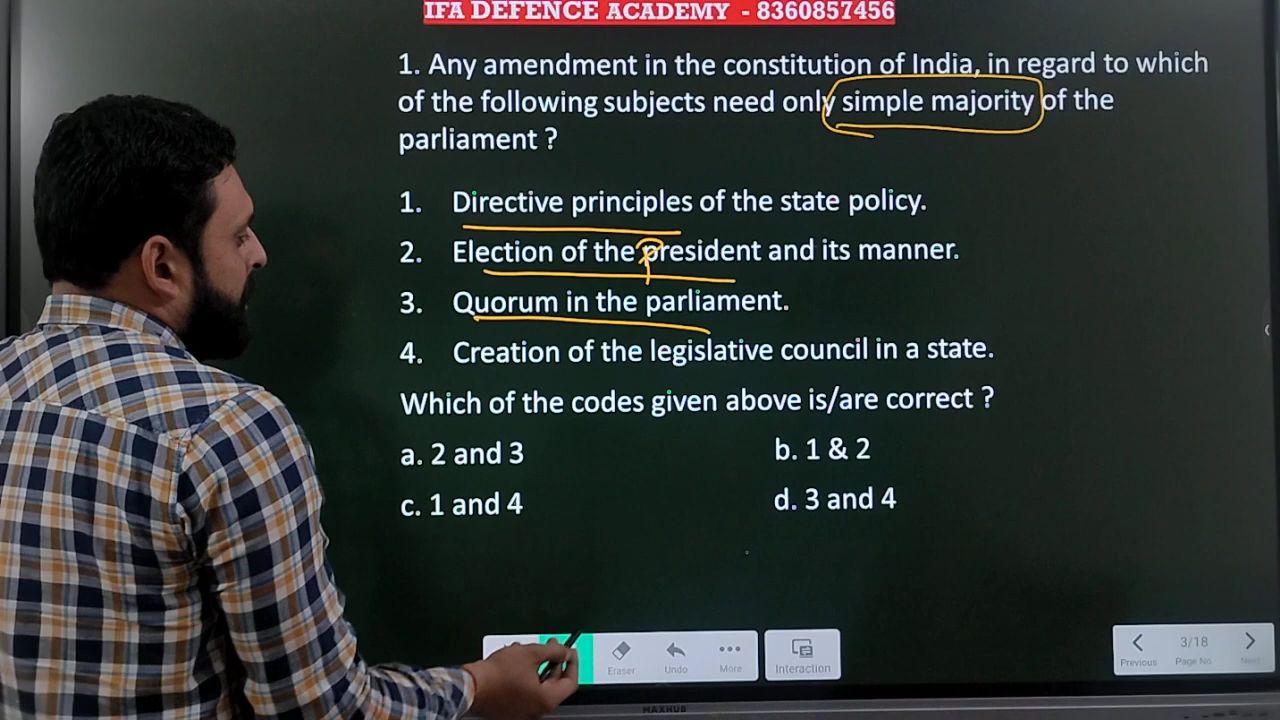 IFA DEFENCE ACADEMY - 8360857456
1. Any amendment in the constitution of India, in regard to which
of the following subjects need only simple majority of the
parliament ?
1. Directive principles of the state policy.
2. Election of the president and its manner.
3. Quorum in the parliament.
4. Creation of the legislative council in a state.
Which of the codes given above is/are correct ?
a. 2 and 3 b. 1 & 2
c. 1 and 4 d. 3 and 4
Eraser Undo More Interaction
3/18
Previous Page No. Next
MAXHUB